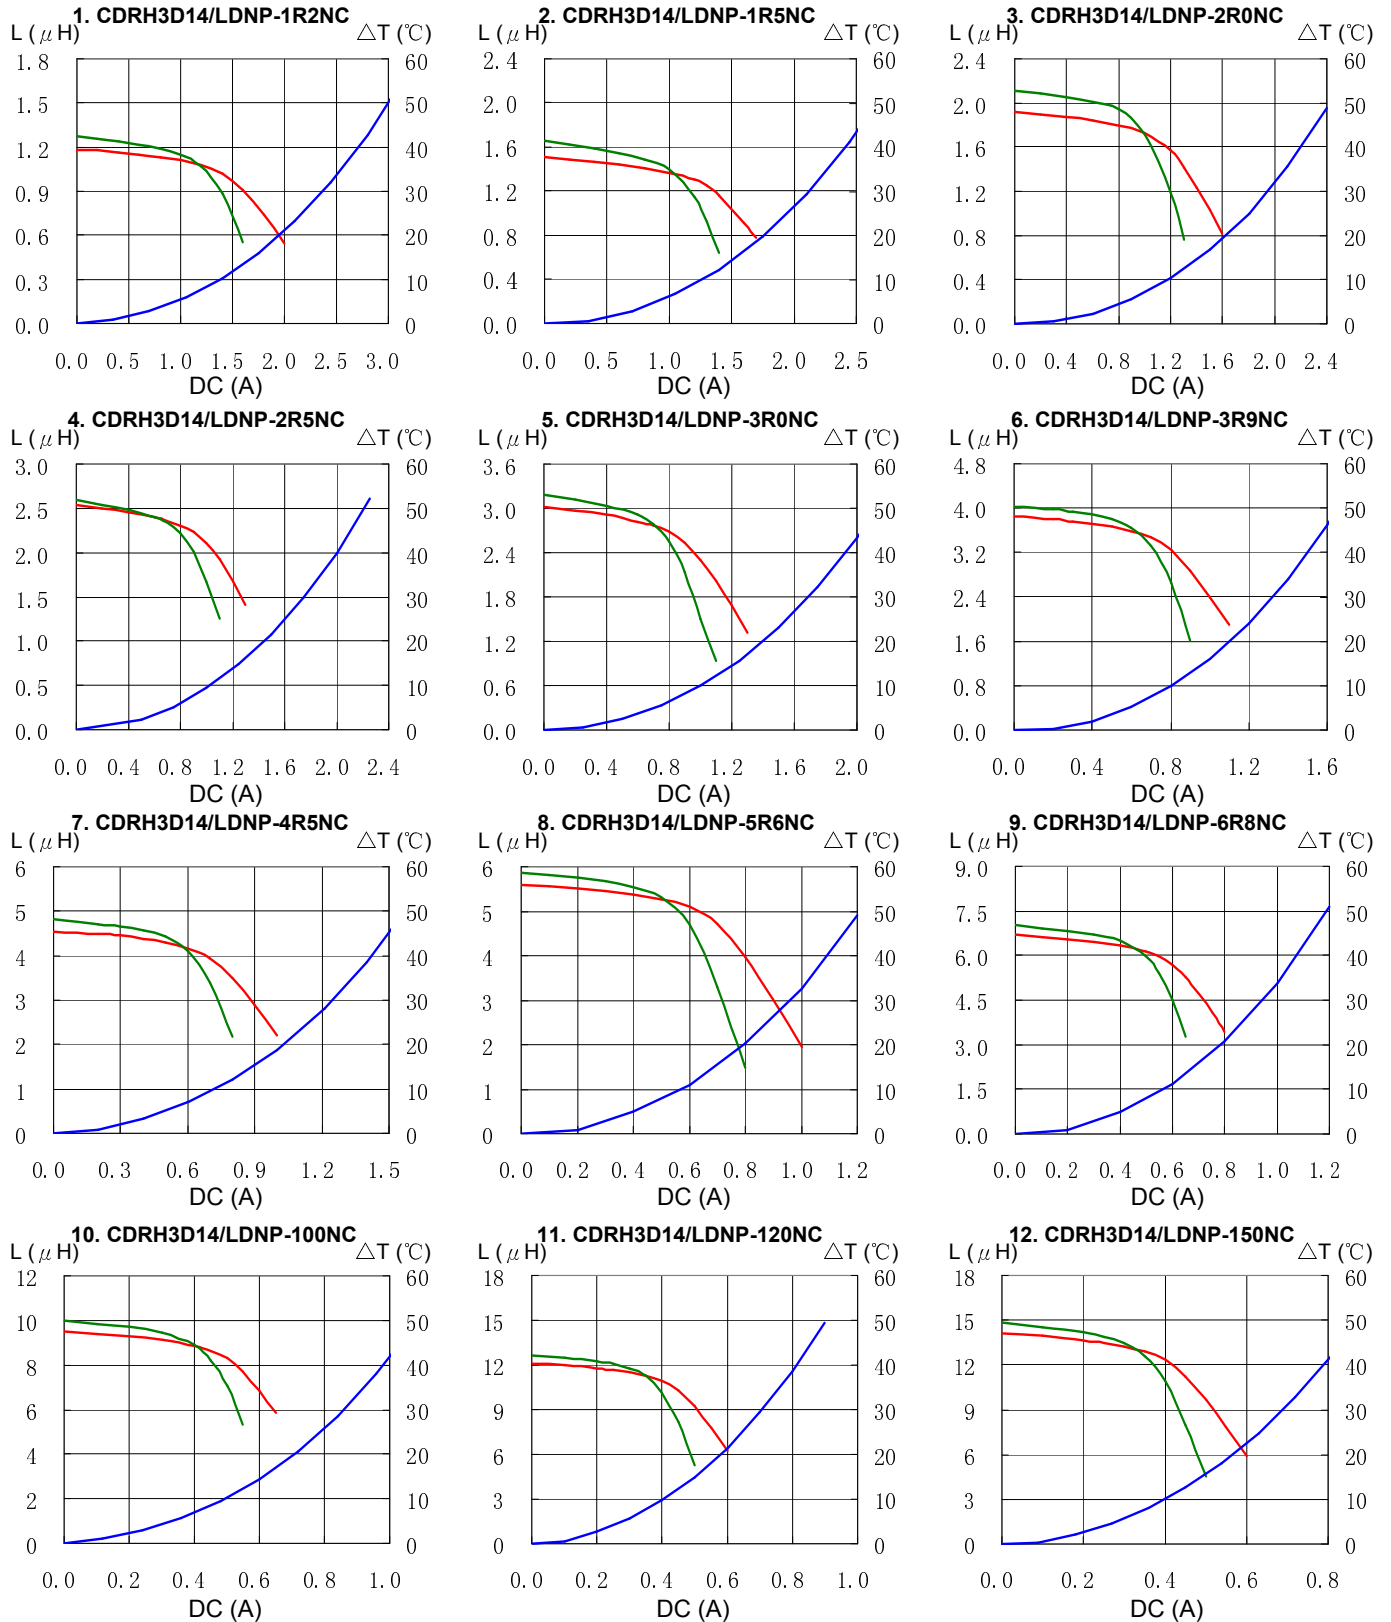 1. CDRH3D14/LDNP-1R2NC
L (μH) △T (℃)
1.8 60
1.5 50
1.2 40
0.9 30
0.6 20
0.3 10
0.0 0
0.0 0.5 1.0 1.5 2.0 3.0
DC (A)
2. CDRH3D14/LDNP-1R5NC
L (μH) △T (℃)
2.4 60
2.0 50
1.6 40
1.2 30
0.8 20
0.4 10
0.0 0
0.0 0.5 1.0 1.5 2.0 2.5
DC (A)
3. CDRH3D14/LDNP-2R0NC
L (μH) △T (℃)
2.4 60
2.0 50
1.6 40
1.2 30
0.8 20
0.4 10
0.0 0
0.0 0.4 0.8 1.2 1.6 2.0 2.4
DC (A)
4. CDRH3D14/LDNP-2R5NC
L (μH) △T (℃)
3.0 60
2.5 50
2.0 40
1.5 30
1.0 20
0.5 10
0.0 0
0.0 0.4 0.8 1.2 1.6 2.0 2.4
DC (A)
5. CDRH3D14/LDNP-3R0NC
L (μH) △T (℃)
3.6 60
3.0 50
2.4 40
1.8 30
1.2 20
0.6 10
0.0 0
0.0 0.4 0.8 1.2 1.6 2.0
DC (A)
6. CDRH3D14/LDNP-3R9NC
L (μH) △T (℃)
4.8 60
4.0 50
3.2 40
2.4 30
1.6 20
0.8 10
0.0 0
0.0 0.4 0.8 1.2 1.6
DC (A)
7. CDRH3D14/LDNP-4R5NC
L (μH) △T (℃)
6 60
5 50
4 40
3 30
2 20
1 10
0 0
0.0 0.3 0.6 0.9 1.2 1.5
DC (A)
8. CDRH3D14/LDNP-5R6NC
L (μH) △T (℃)
6 60
5 50
4 40
3 30
2 20
1 10
0 0
0.0 0.2 0.4 0.6 0.8 1.0 1.2
DC (A)
9. CDRH3D14/LDNP-6R8NC
L (μH) △T (℃)
9.0 60
7.5 50
6.0 40
4.5 30
3.0 20
1.5 10
0.0 0
0.0 0.2 0.4 0.6 0.8 1.0 1.2
DC (A)
10. CDRH3D14/LDNP-100NC
L (μH) △T (℃)
12 60
10 50
8 40
6 30
4 20
2 10
0 0
0.0 0.2 0.4 0.6 0.8 1.0
DC (A)
11. CDRH3D14/LDNP-120NC
L (μH) △T (℃)
18 60
15 50
12 40
9 30
6 20
3 10
0 0
0.0 0.2 0.4 0.6 0.8 1.0
DC (A)
12. CDRH3D14/LDNP-150NC
L (μH) △T (℃)
18 60
15 50
12 40
9 30
6 20
3 10
0 0
0.0 0.2 0.4 0.6 0.8
DC (A)